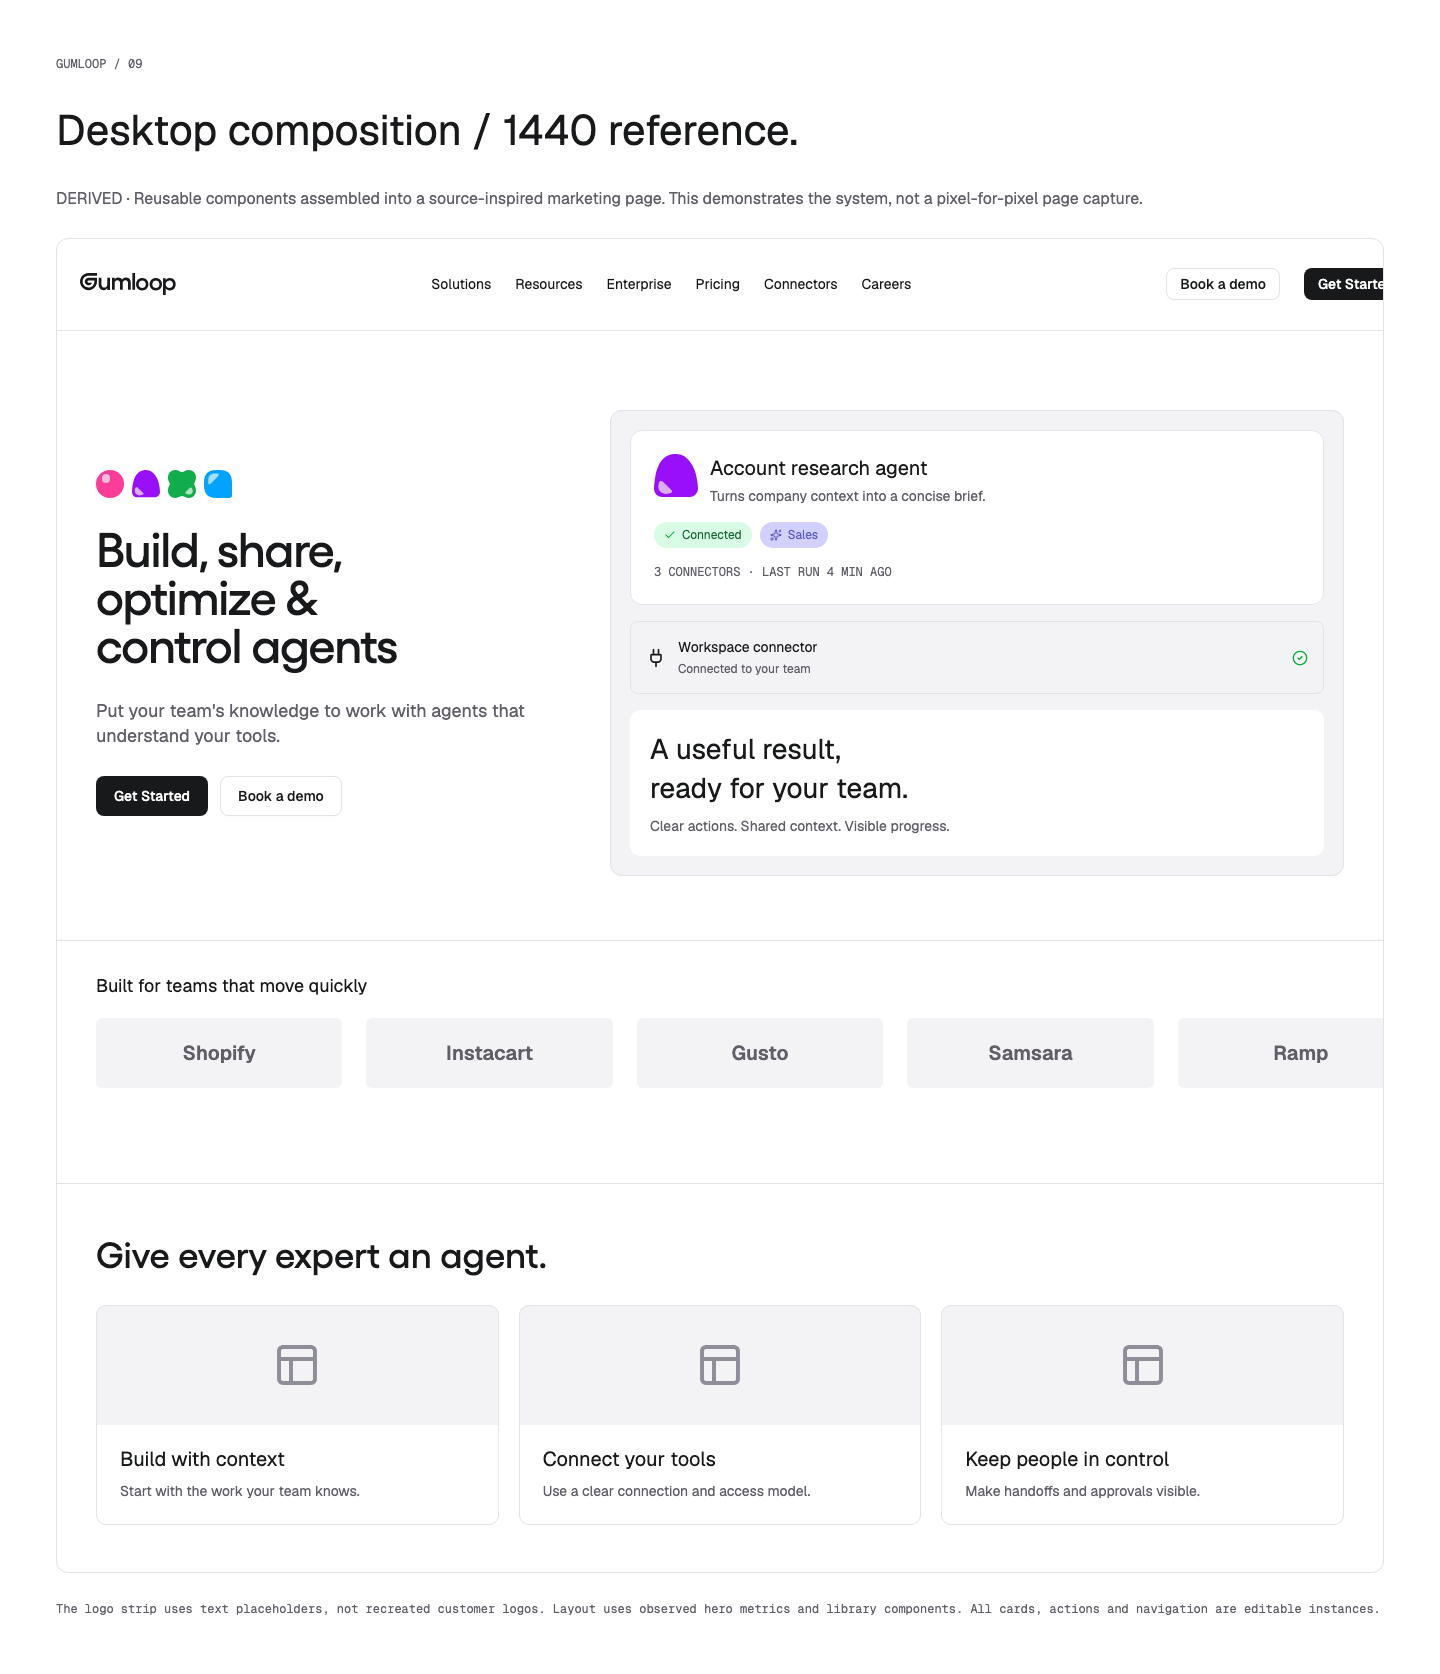 GUMLOOP / 09
Desktop composition / 1440 reference.
DERIVED · Reusable components assembled into a source-inspired marketing page. This demonstrates the system, not a pixel-for-pixel page capture.
Gumloop
Solutions
Resources
Enterprise
Pricing
Connectors
Careers
Book a demo
Get Starte
Build, share,
optimize &
control agents
Put your team's knowledge to work with agents that
understand your tools.
Get Started
Book a demo
Account research agent
Turns company context into a concise brief.
Connected
Sales
3 CONNECTORS · LAST RUN 4 MIN AGO
Workspace connector
Connected to your team
A useful result,
ready for your team.
Clear actions. Shared context. Visible progress.
Built for teams that move quickly
Shopify
Instacart
Gusto
Samsara
Ramp
Give every expert an agent.
Build with context
Start with the work your team knows.
Connect your tools
Use a clear connection and access model.
Keep people in control
Make handoffs and approvals visible.
The logo strip uses text placeholders, not recreated customer logos. Layout uses observed hero metrics and library components. All cards, actions and navigation are editable instances.